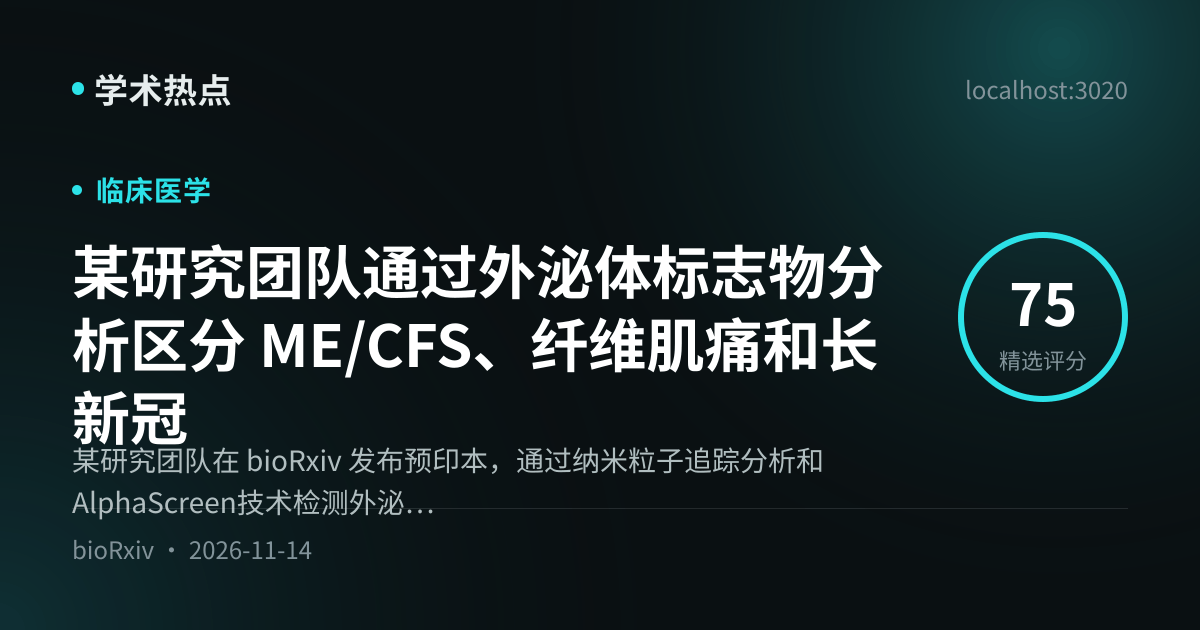 学术热点
localhost:3020
临床医学
某研究团队通过外泌体标志物分
析区分 ME/CFS、纤维肌痛和长
新冠
75
精选评分
某研究团队在 bioRxiv 发布预印本，通过纳米粒子追踪分析和
AlphaScreen技术检测外泌…
bioRxiv • 2026-11-14